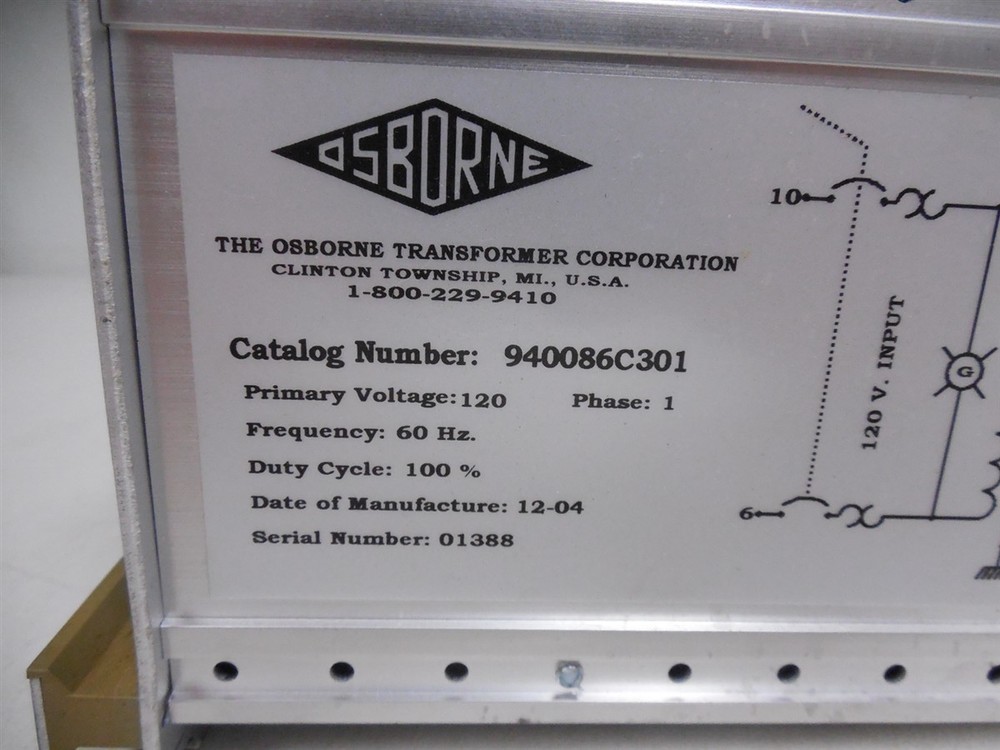 OSBORNE
THE OSBORNE TRANSFORMER CORPORATION
CLINTON TOWNSHIP, MI., U.S.A.
1-800-229-9410
Catalog Number: 940086C301
Primary Voltage: 120 Phase: 1
Frequency: 60 Hz.
Duty Cycle: 100 %
Date of Manufacture: 12-04
Serial Number: 01388
10
120 V. INPUT
G
6